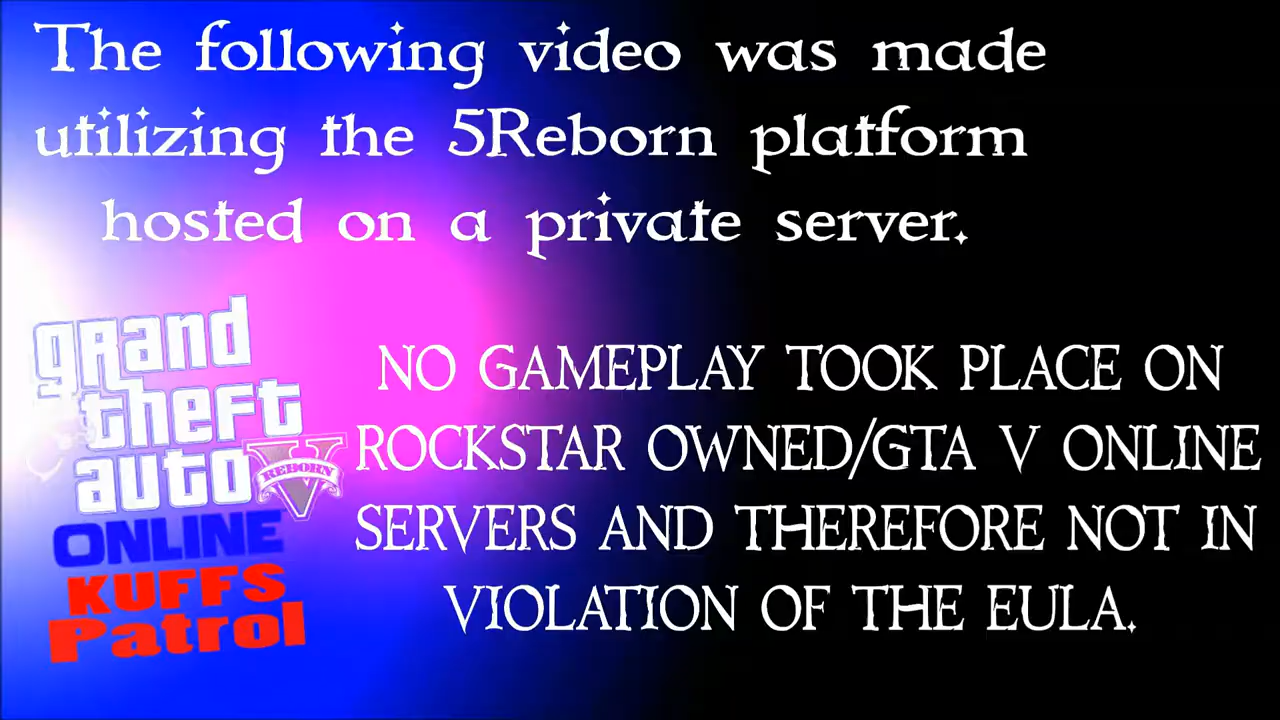 The following video was made
utilizing the 5Reborn platform
hosted on a private server.
NO GAMEPLAY TOOK PLACE ON
ROCKSTAR OWNED/GTA V ONLINE
SERVERS AND THEREFORE NOT IN
VIOLATION OF THE EULA.
grand
theft
auto V
REBORN
ONLINE
KUFFS
Patrol